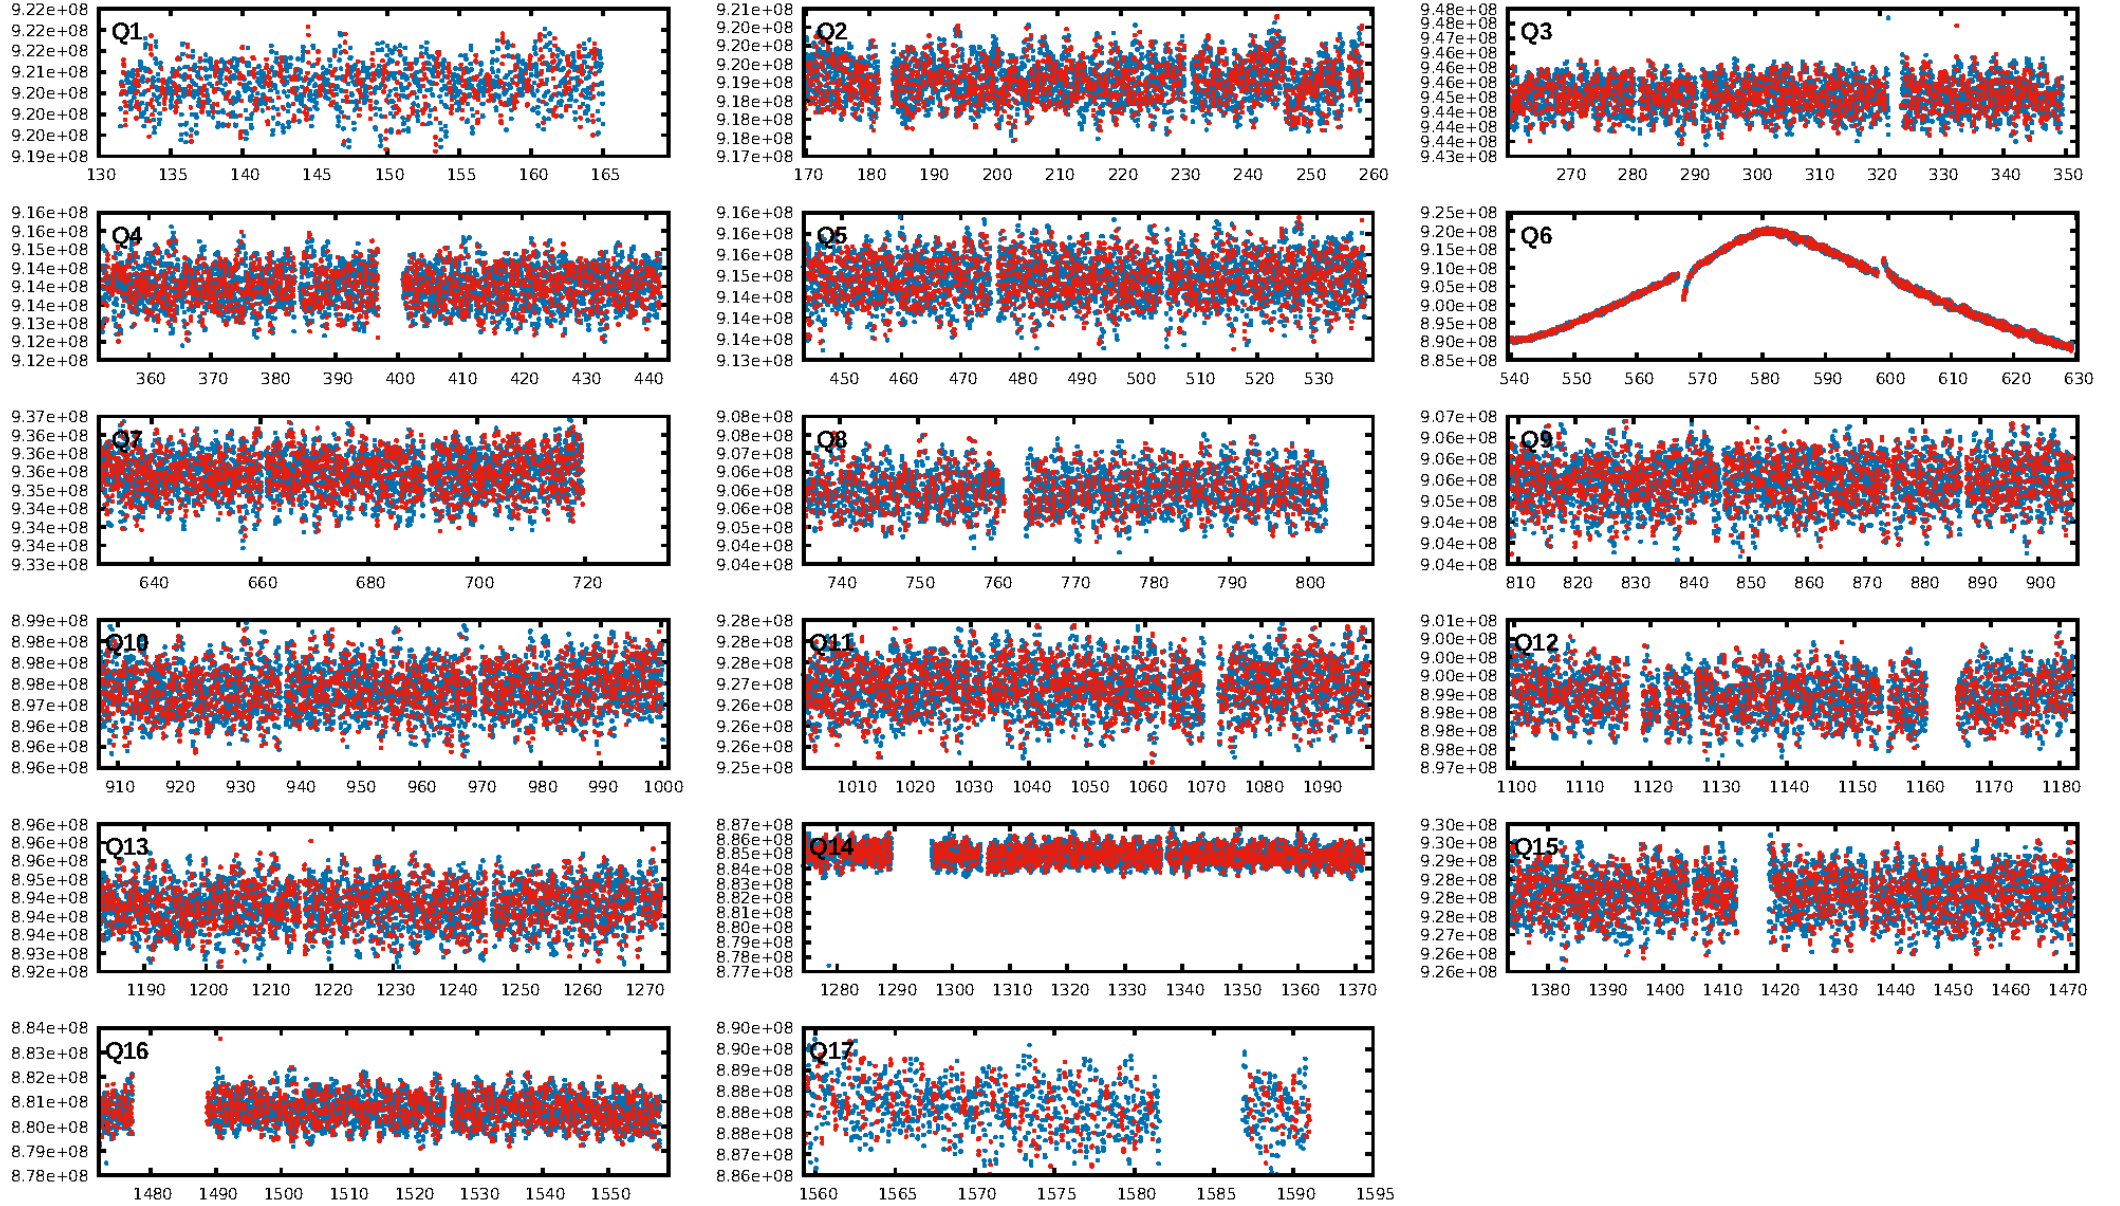 9.22e+08
9.22e+08
9.22e+08
9.21e+08
9.20e+08
9.20e+08
9.20e+08
9.19e+08
Q1
130 135 140 145 150 155 160 165
9.21e+08
9.20e+08
9.20e+08
9.20e+08
9.19e+08
9.18e+08
9.18e+08
9.18e+08
9.17e+08
Q2
170 180 190 200 210 220 230 240 250 260
9.48e+08
9.48e+08
9.47e+08
9.46e+08
9.46e+08
9.46e+08
9.45e+08
9.44e+08
9.44e+08
9.44e+08
9.43e+08
Q3
270 280 290 300 310 320 330 340 350
9.16e+08
9.16e+08
9.15e+08
9.14e+08
9.14e+08
9.14e+08
9.13e+08
9.12e+08
9.12e+08
Q4
360 370 380 390 400 410 420 430 440
9.16e+08
9.16e+08
9.16e+08
9.15e+08
9.14e+08
9.14e+08
9.14e+08
9.13e+08
Q5
450 460 470 480 490 500 510 520 530
9.25e+08
9.20e+08
9.15e+08
9.10e+08
9.05e+08
9.00e+08
8.95e+08
8.90e+08
8.85e+08
Q6
540 550 560 570 580 590 600 610 620 630
9.37e+08
9.36e+08
9.36e+08
9.36e+08
9.35e+08
9.34e+08
9.34e+08
9.34e+08
9.33e+08
Q7
640 660 680 700 720
9.08e+08
9.08e+08
9.07e+08
9.06e+08
9.06e+08
9.06e+08
9.05e+08
9.04e+08
9.04e+08
Q8
740 750 760 770 780 790 800
9.07e+08
9.06e+08
9.06e+08
9.06e+08
9.05e+08
9.04e+08
9.04e+08
9.04e+08
Q9
810 820 830 840 850 860 870 880 890 900
8.99e+08
8.98e+08
8.98e+08
8.98e+08
8.97e+08
8.96e+08
8.96e+08
8.96e+08
Q10
910 920 930 940 950 960 970 980 990 1000
9.28e+08
9.28e+08
9.28e+08
9.27e+08
9.26e+08
9.26e+08
9.26e+08
9.25e+08
Q11
1010 1020 1030 1040 1050 1060 1070 1080 1090
9.01e+08
9.00e+08
9.00e+08
9.00e+08
8.99e+08
8.98e+08
8.98e+08
8.98e+08
8.97e+08
Q12
1100 1110 1120 1130 1140 1150 1160 1170 1180
8.96e+08
8.96e+08
8.96e+08
8.95e+08
8.94e+08
8.94e+08
8.94e+08
8.93e+08
8.92e+08
Q13
1190 1200 1210 1220 1230 1240 1250 1260 1270
8.87e+08
8.86e+08
8.85e+08
8.84e+08
8.83e+08
8.82e+08
8.81e+08
8.80e+08
8.79e+08
8.78e+08
8.77e+08
Q14
1280 1290 1300 1310 1320 1330 1340 1350 1360 1370
9.30e+08
9.30e+08
9.29e+08
9.28e+08
9.28e+08
9.28e+08
9.27e+08
9.26e+08
9.26e+08
Q15
1380 1390 1400 1410 1420 1430 1440 1450 1460 1470
8.84e+08
8.83e+08
8.82e+08
8.81e+08
8.80e+08
8.79e+08
8.78e+08
Q16
1480 1490 1500 1510 1520 1530 1540 1550
8.90e+08
8.90e+08
8.89e+08
8.88e+08
8.88e+08
8.88e+08
8.87e+08
8.86e+08
Q17
1560 1565 1570 1575 1580 1585 1590 1595